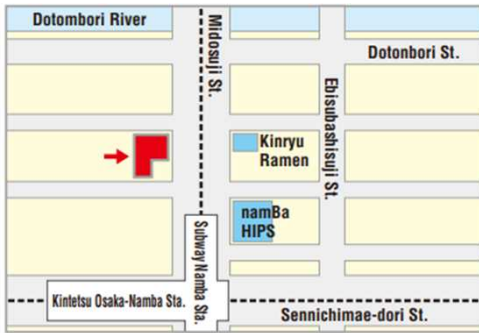 Dotombori River
Midosuji St.
Dotonbori St.
Ebisubashisuji St.
Kinryu
Ramen
namBa
HIPS
Subway Namba Sta.
Kintetsu Osaka-Namba Sta.
Sennichimae-dori St.